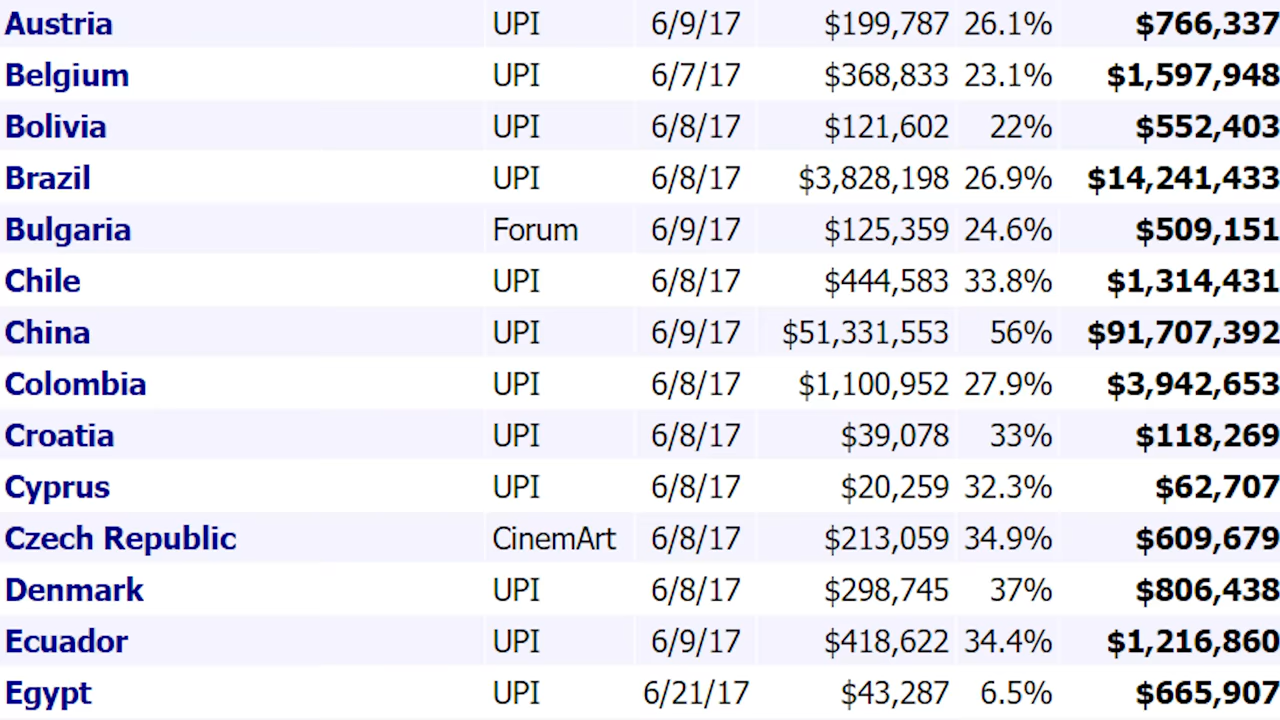 Austria UPI 6/9/17 $199,787 26.1% $766,337
Belgium UPI 6/7/17 $368,833 23.1% $1,597,948
Bolivia UPI 6/8/17 $121,602 22% $552,403
Brazil UPI 6/8/17 $3,828,198 26.9% $14,241,433
Bulgaria Forum 6/9/17 $125,359 24.6% $509,151
Chile UPI 6/8/17 $444,583 33.8% $1,314,431
China UPI 6/9/17 $51,331,553 56% $91,707,392
Colombia UPI 6/8/17 $1,100,952 27.9% $3,942,653
Croatia UPI 6/8/17 $39,078 33% $118,269
Cyprus UPI 6/8/17 $20,259 32.3% $62,707
Czech Republic CinemArt 6/8/17 $213,059 34.9% $609,679
Denmark UPI 6/8/17 $298,745 37% $806,438
Ecuador UPI 6/9/17 $418,622 34.4% $1,216,860
Egypt UPI 6/21/17 $43,287 6.5% $665,907